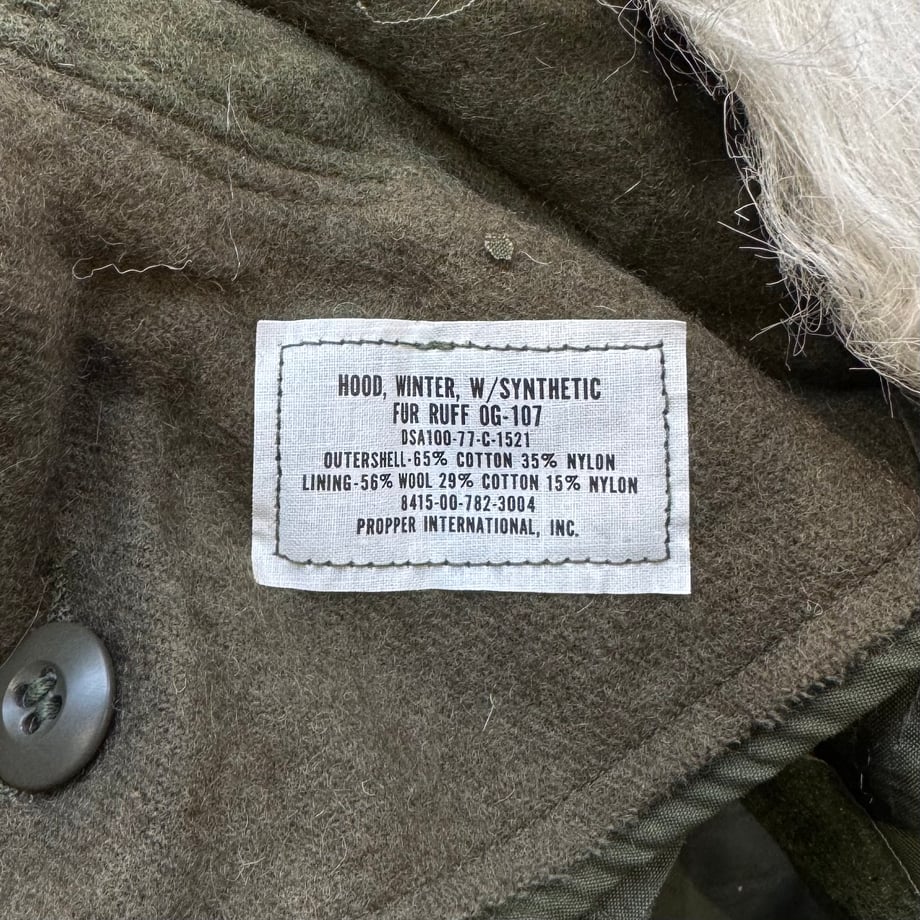 HOOD, WINTER, W/SYNTHETIC
FUR RUFF OG-107
DSA100-77-C-1521
OUTERSHELL-65% COTTON 35% NYLON
LINING-56% WOOL 29% COTTON 15% NYLON
8415-00-782-3004
PROPPER INTERNATIONAL, INC.